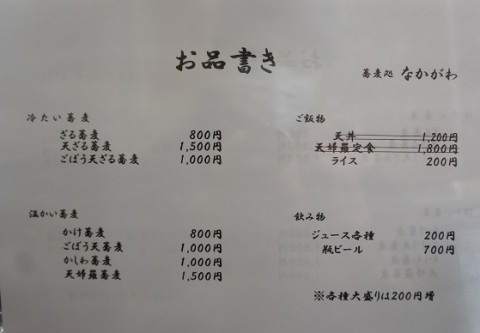 お品書き
蕎麦処 なかがわ
冷たい蕎麦
ざる蕎麦 800円
天ざる蕎麦 1,500円
ごぼう天ざる蕎麦 1,000円
温かい蕎麦
かけ蕎麦 800円
ごぼう天蕎麦 1,000円
かしわ蕎麦 1,000円
天婦羅蕎麦 1,500円
ご飯物
天丼 1,200円
天婦羅定食 1,800円
ライス 200円
飲み物
ジュース各種 200円
瓶ビール 700円
※各種大盛りは200円増